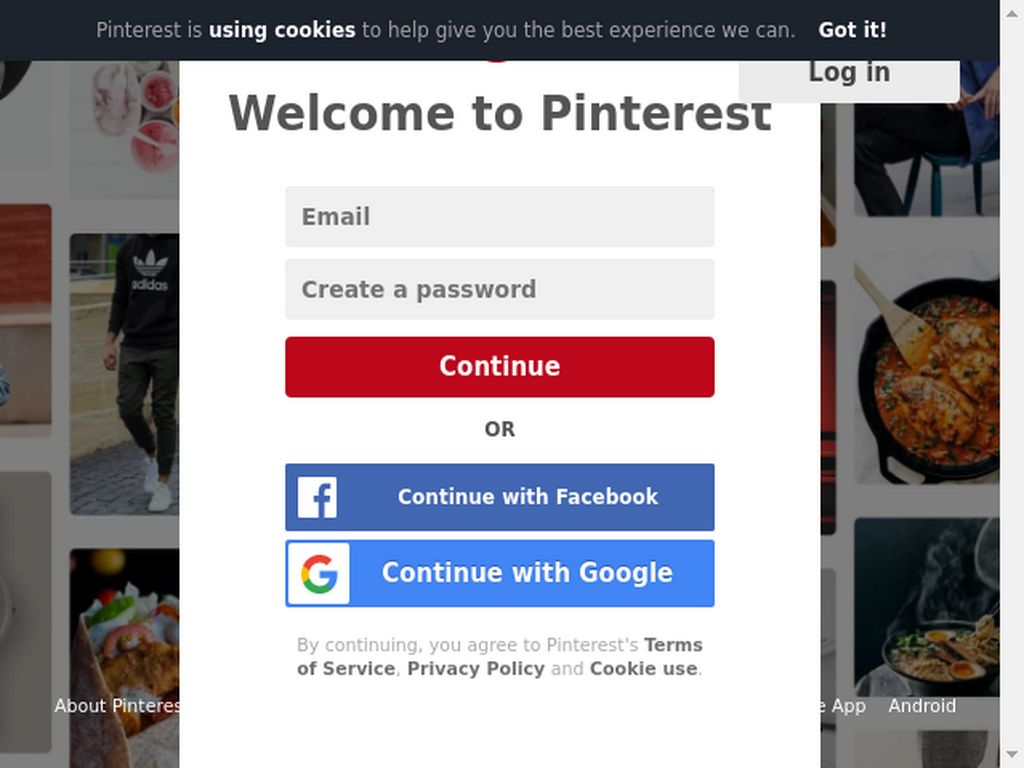 Pinterest is using cookies to help give you the best experience we can. Got it!
Log in
Welcome to Pinterest
adidas
Email
Create a password
Continue
OR
Continue with Facebook
Continue with Google
By continuing, you agree to Pinterest's Terms
of Service, Privacy Policy and Cookie use.
About Pinteres
App Android